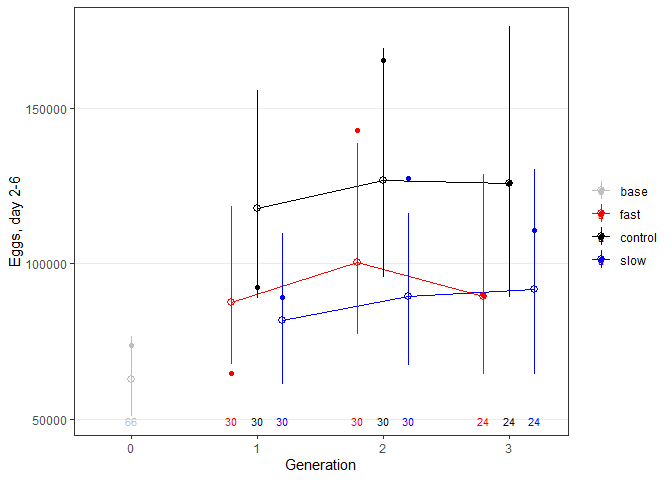 150000
100000
50000
Eggs, day 2-6
66
30 30 30
30 30 30
24 24 24
0 1 2 3
Generation
base
fast
control
slow